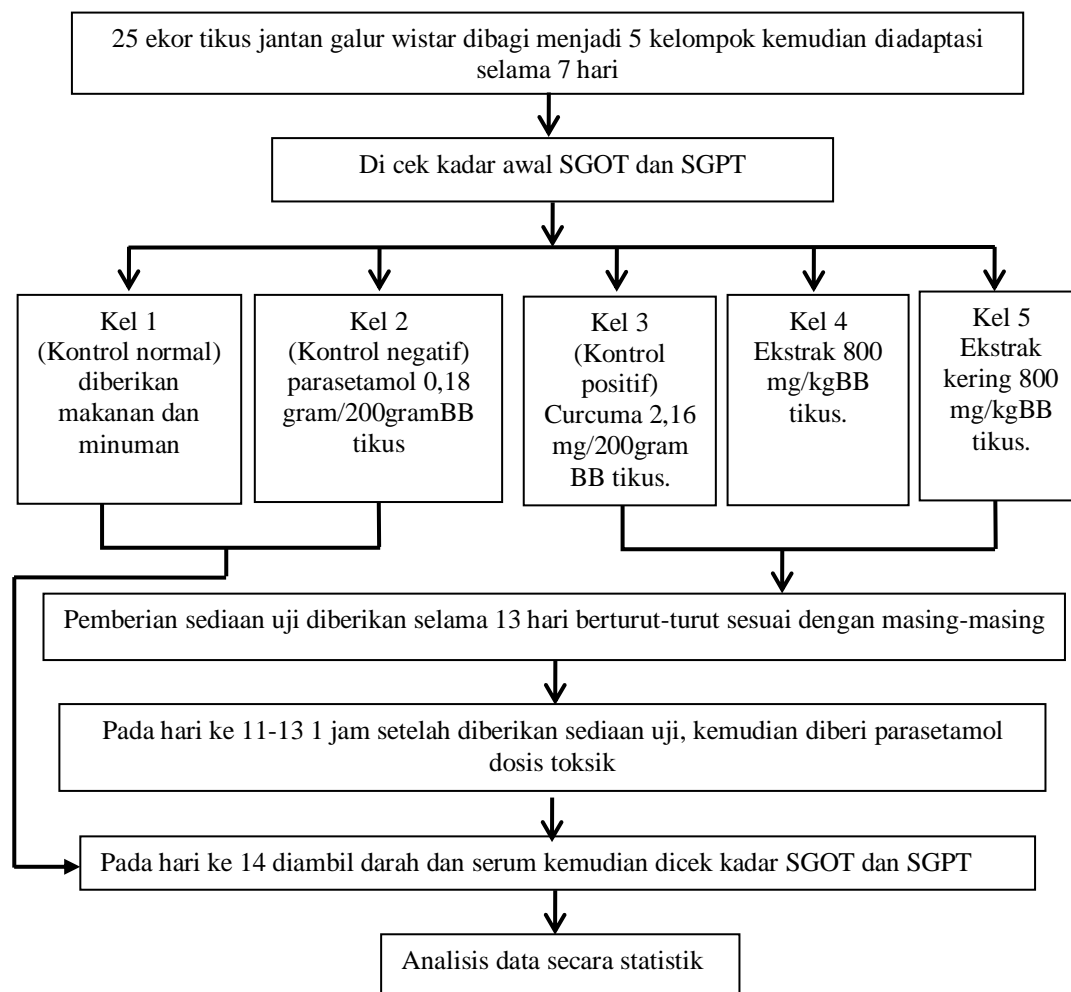 25 ekor tikus jantan galur wistar dibagi menjadi 5 kelompok kemudian diadaptasi
selama 7 hari
Di cek kadar awal SGOT dan SGPT
Kel 1
(Kontrol normal)
diberikan
makanan dan
minuman
Kel 2
(Kontrol negatif)
parasetamol 0,18
gram/200gramBB
tikus
Kel 3
(Kontrol
positif)
Curcuma 2,16
mg/200gram
BB tikus.
Kel 4
Ekstrak 800
mg/kgBB
tikus.
Kel 5
Ekstrak
kering 800
mg/kgBB
tikus.
Pemberian sediaan uji diberikan selama 13 hari berturut-turut sesuai dengan masing-masing
Pada hari ke 11-13 1 jam setelah diberikan sediaan uji, kemudian diberi parasetamol
dosis toksik
Pada hari ke 14 diambil darah dan serum kemudian dicek kadar SGOT dan SGPT
Analisis data secara statistik